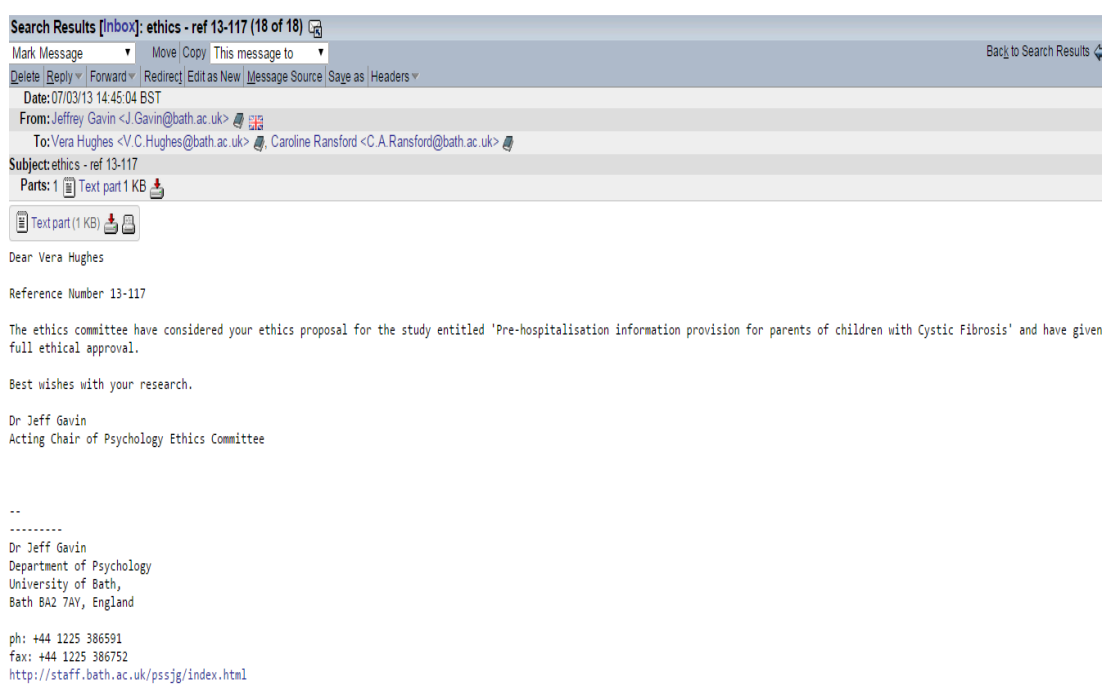 Search Results [Inbox]: ethics - ref 13-117 (18 of 18)
Mark Message Move Copy This message to Back to Search Results
Delete Reply Forward Redirect Edit as New Message Source Save as Headers
Date: 07/03/13 14:45:04 BST
From: Jeffrey Gavin <J.Gavin@bath.ac.uk>
To: Vera Hughes <V.C.Hughes@bath.ac.uk>, Caroline Ransford <C.A.Ransford@bath.ac.uk>
Subject: ethics - ref 13-117
Parts: 1 Text part 1 KB
Text part (1 KB)
Dear Vera Hughes
Reference Number 13-117
The ethics committee have considered your ethics proposal for the study entitled 'Pre-hospitalisation information provision for parents of children with Cystic Fibrosis' and have given
full ethical approval.
Best wishes with your research.
Dr Jeff Gavin
Acting Chair of Psychology Ethics Committee
--
---------
Dr Jeff Gavin
Department of Psychology
University of Bath,
Bath BA2 7AY, England
ph: +44 1225 386591
fax: +44 1225 386752
http://staff.bath.ac.uk/pssjg/index.html